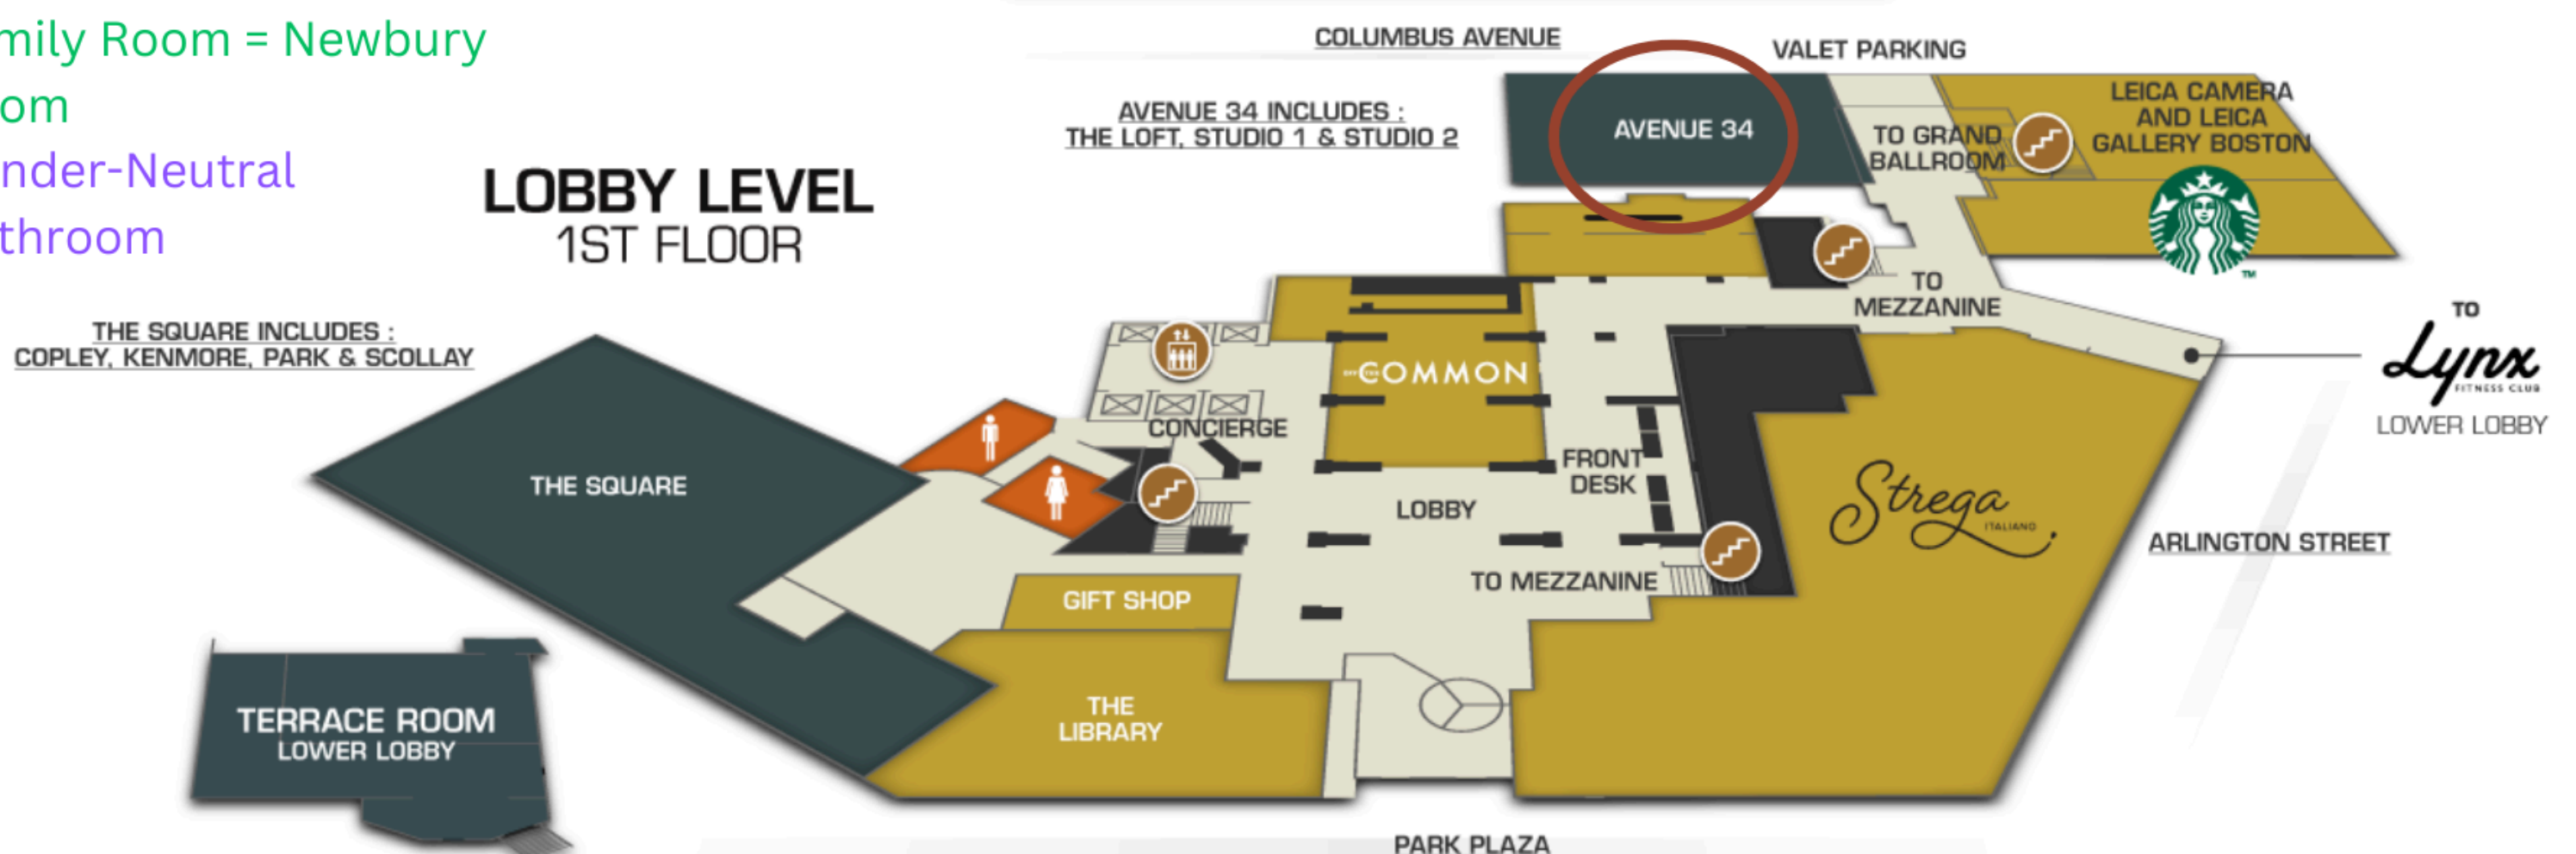 mily Room = Newbury
om
nder-Neutral
throom
COLUMBUS AVENUE
VALET PARKING
AVENUE 34 INCLUDES :
THE LOFT, STUDIO 1 & STUDIO 2
AVENUE 34
TO GRAND
BALLROOM
LEICA CAMERA
AND LEICA
GALLERY BOSTON
TM
LOBBY LEVEL
1ST FLOOR
TO
MEZZANINE
TO
Lynx
FITNESS CLUB
LOWER LOBBY
THE SQUARE INCLUDES :
COPLEY, KENMORE, PARK & SCOLLAY
COMMON
CONCIERGE
FRONT
DESK
THE SQUARE
LOBBY
Strega
ITALIANO
ARLINGTON STREET
TO MEZZANINE
GIFT SHOP
THE
LIBRARY
TERRACE ROOM
LOWER LOBBY
PARK PLAZA